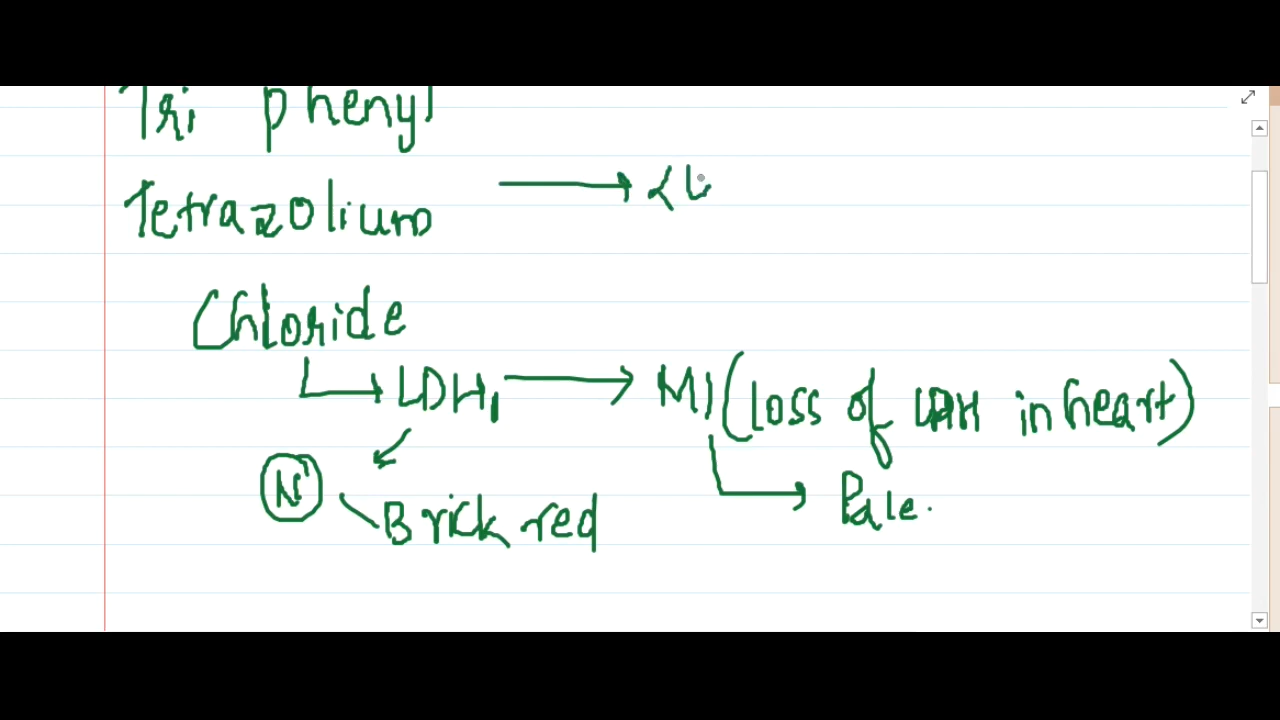 Tri phenyl
Tetrazolium → <
Chloride
LDH1 → MI (loss of LDH in heart)
N Brick red
Pale.